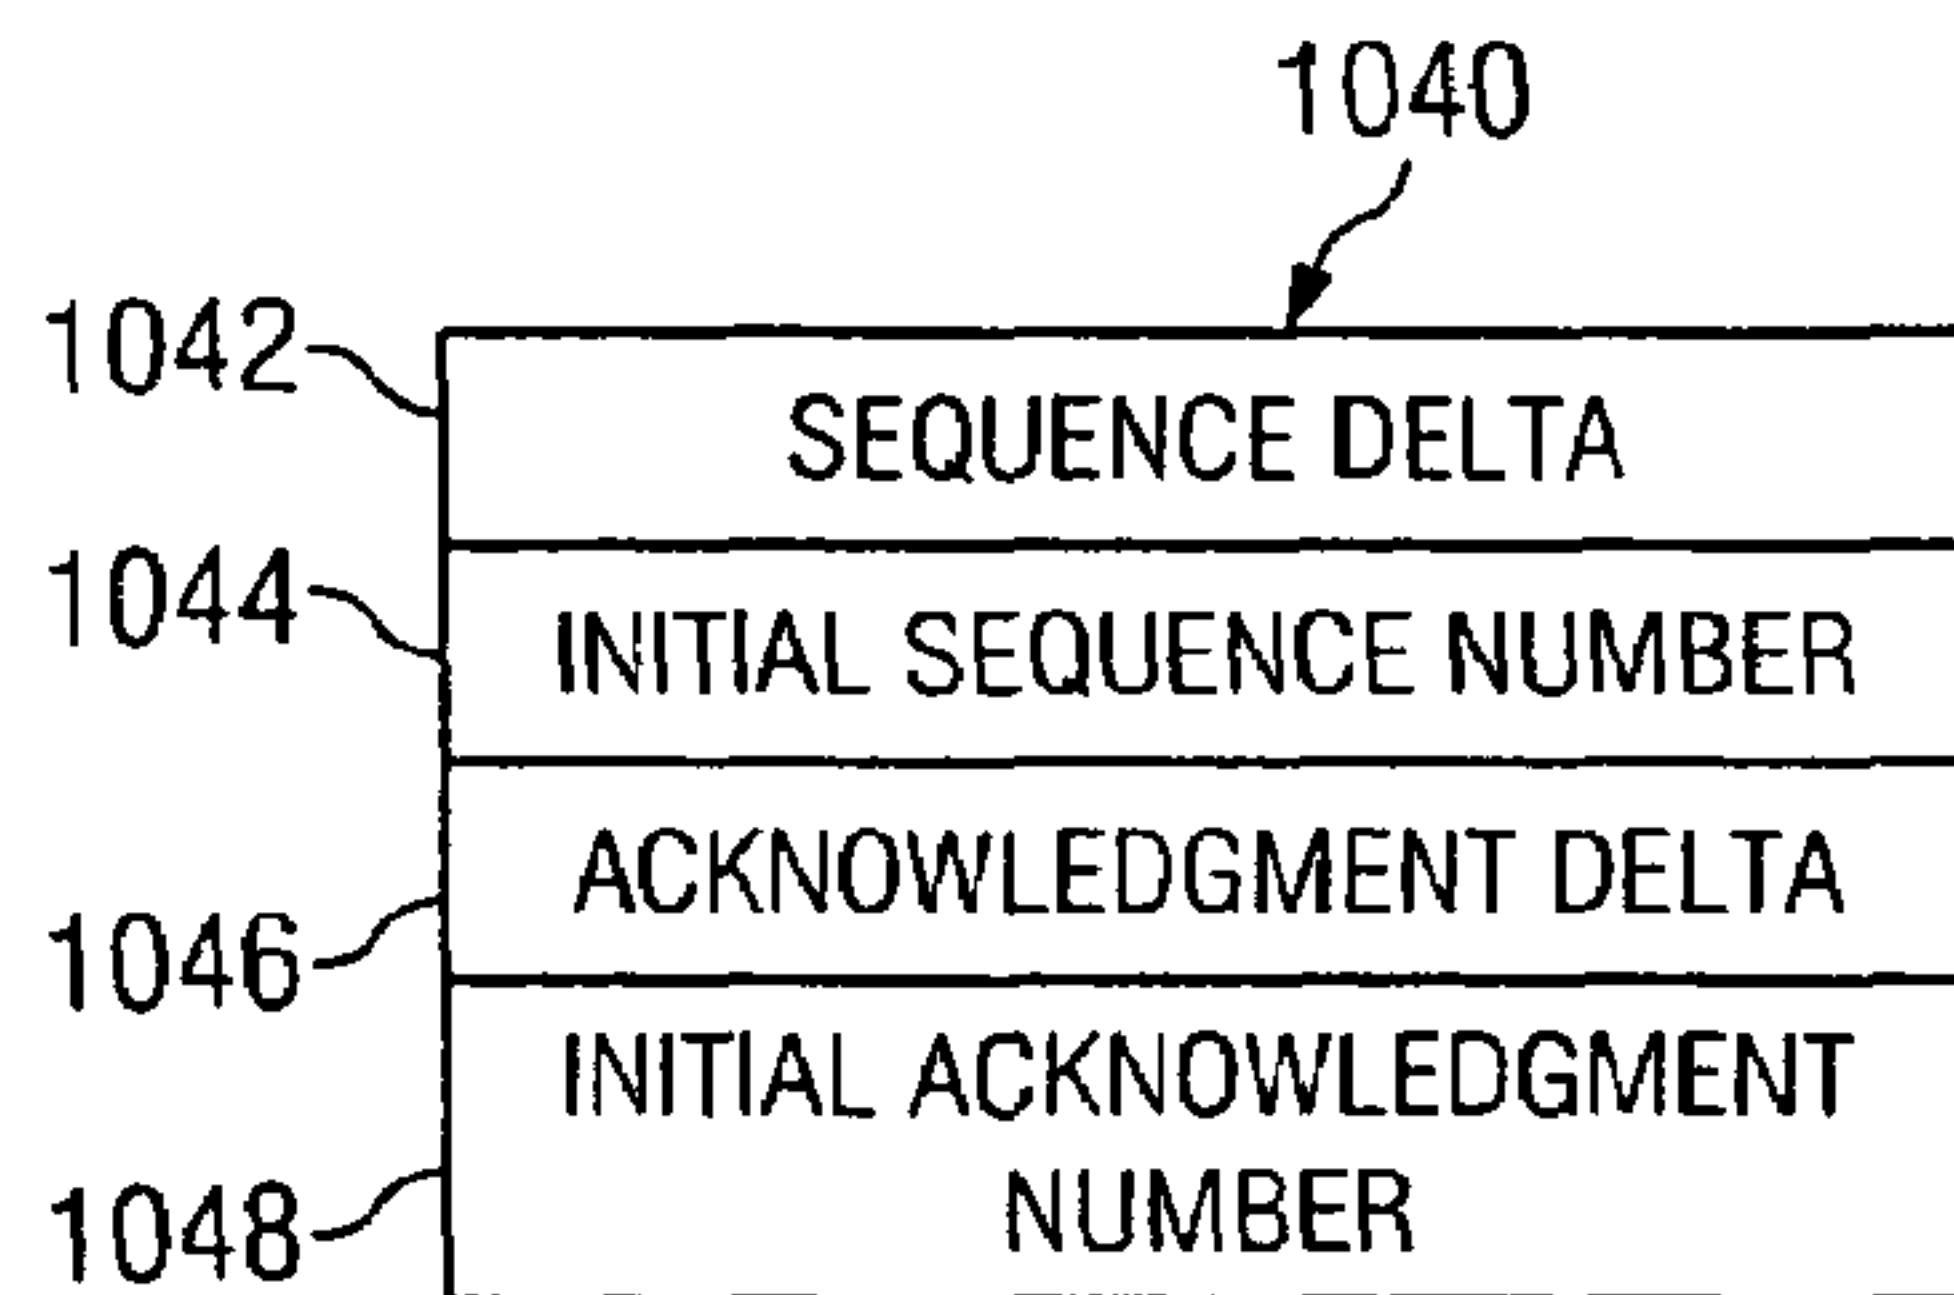 1040
1042
SEQUENCE DELTA
1044
INITIAL SEQUENCE NUMBER
ACKNOWLEDGMENT DELTA
1046
INITIAL ACKNOWLEDGMENT
NUMBER
1048